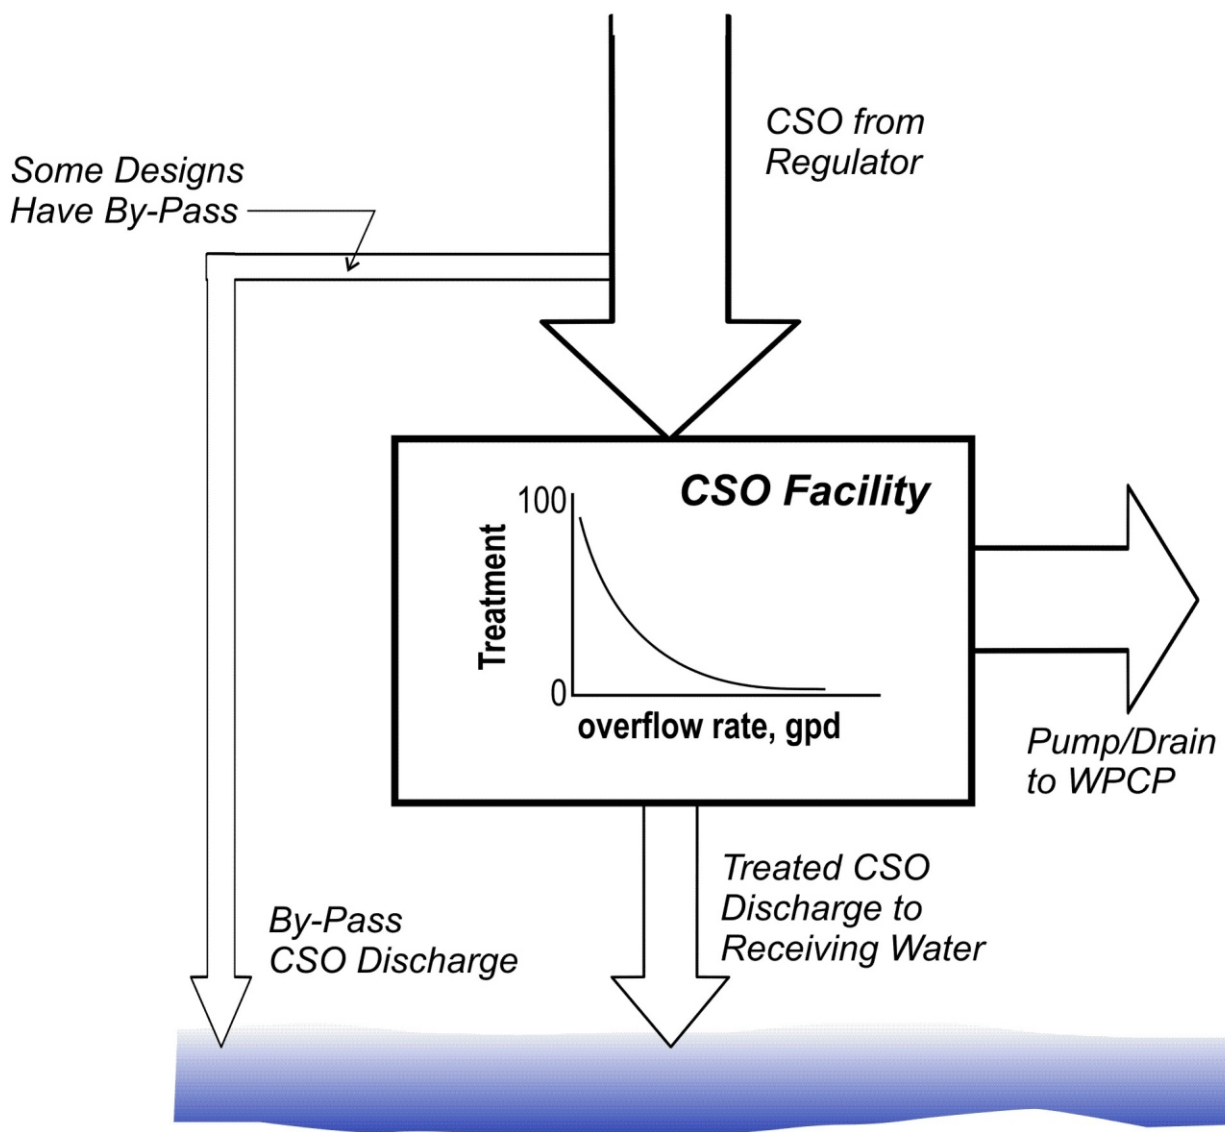 CSO from
Regulator
Some Designs
Have By-Pass
CSO Facility
100
Treatment
0
overflow rate, gpd
Pump/Drain
to WPCP
Treated CSO
Discharge to
Receiving Water
By-Pass
CSO Discharge